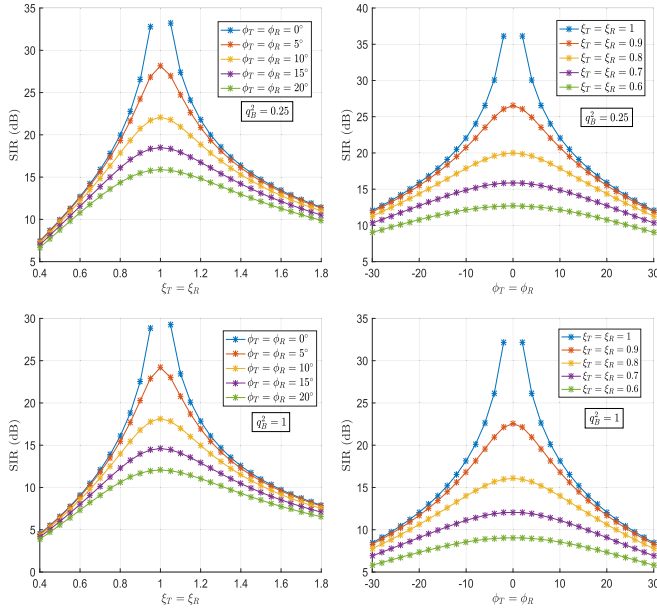 35
30
25
20
15
10
5
SIR (dB)
0.4 0.6 0.8 1 1.2 1.4 1.6 1.8
ξ_T = ξ_R
ϕ_T = ϕ_R = 0°
ϕ_T = ϕ_R = 5°
ϕ_T = ϕ_R = 10°
ϕ_T = ϕ_R = 15°
ϕ_T = ϕ_R = 20°
q_B^2 = 0.25
40
35
30
25
20
15
10
5
SIR (dB)
-30 -20 -10 0 10 20 30
ϕ_T = ϕ_R
ξ_T = ξ_R = 1
ξ_T = ξ_R = 0.9
ξ_T = ξ_R = 0.8
ξ_T = ξ_R = 0.7
ξ_T = ξ_R = 0.6
q_B^2 = 0.25
30
25
20
15
10
5
0
SIR (dB)
0.4 0.6 0.8 1 1.2 1.4 1.6 1.8
ξ_T = ξ_R
ϕ_T = ϕ_R = 0°
ϕ_T = ϕ_R = 5°
ϕ_T = ϕ_R = 10°
ϕ_T = ϕ_R = 15°
ϕ_T = ϕ_R = 20°
q_B^2 = 1
35
30
25
20
15
10
5
SIR (dB)
-30 -20 -10 0 10 20 30
ϕ_T = ϕ_R
ξ_T = ξ_R = 1
ξ_T = ξ_R = 0.9
ξ_T = ξ_R = 0.8
ξ_T = ξ_R = 0.7
ξ_T = ξ_R = 0.6
q_B^2 = 1